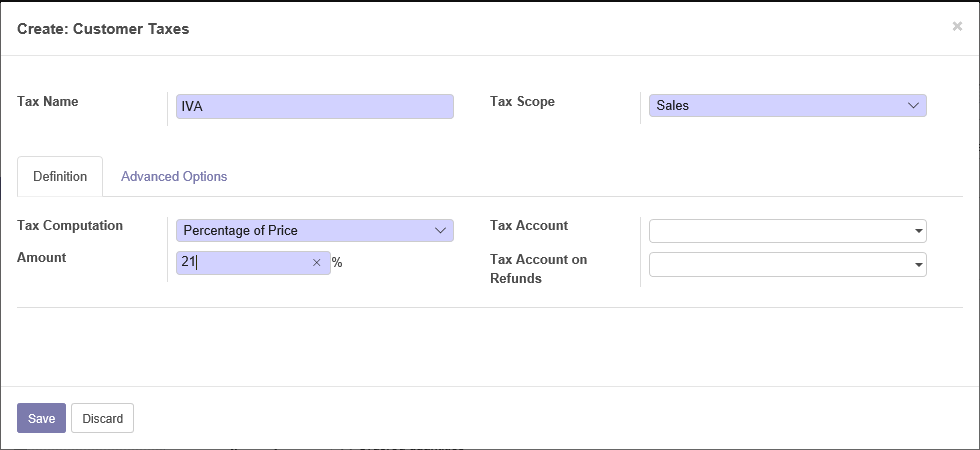 Create: Customer Taxes ×
Tax Name IVA Tax Scope Sales
Definition Advanced Options
Tax Computation Percentage of Price Tax Account
Amount 21 × % Tax Account on
Refunds
Save Discard